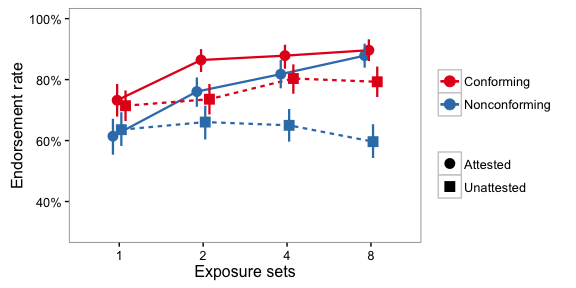 100%
80%
60%
40%
Endorsement rate
1 2 4 8
Exposure sets
Conforming
Nonconforming
Attested
Unattested